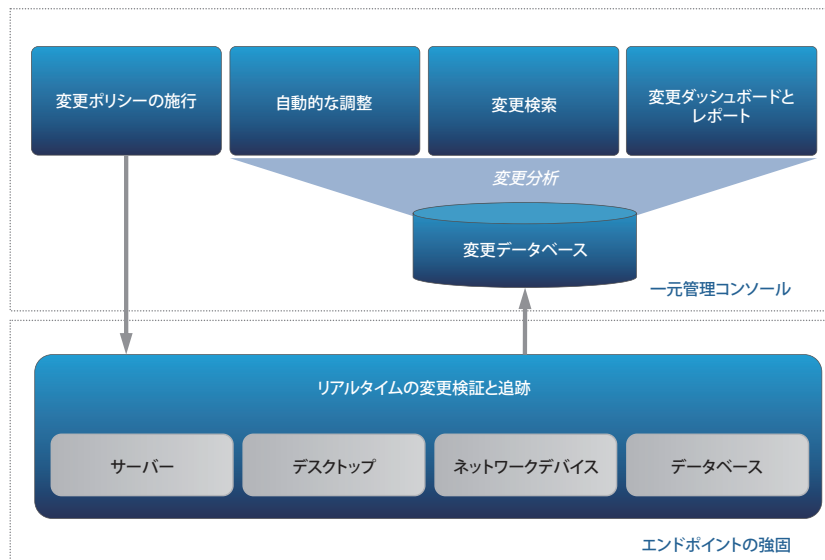 変更ポリシーの施行
自動的な調整
変更検索
変更ダッシュボードと
レポート
変更分析
変更データベース
一元管理コンソール
リアルタイムの変更検証と追跡
サーバー
デスクトップ
ネットワークデバイス
データベース
エンドポイントの強固